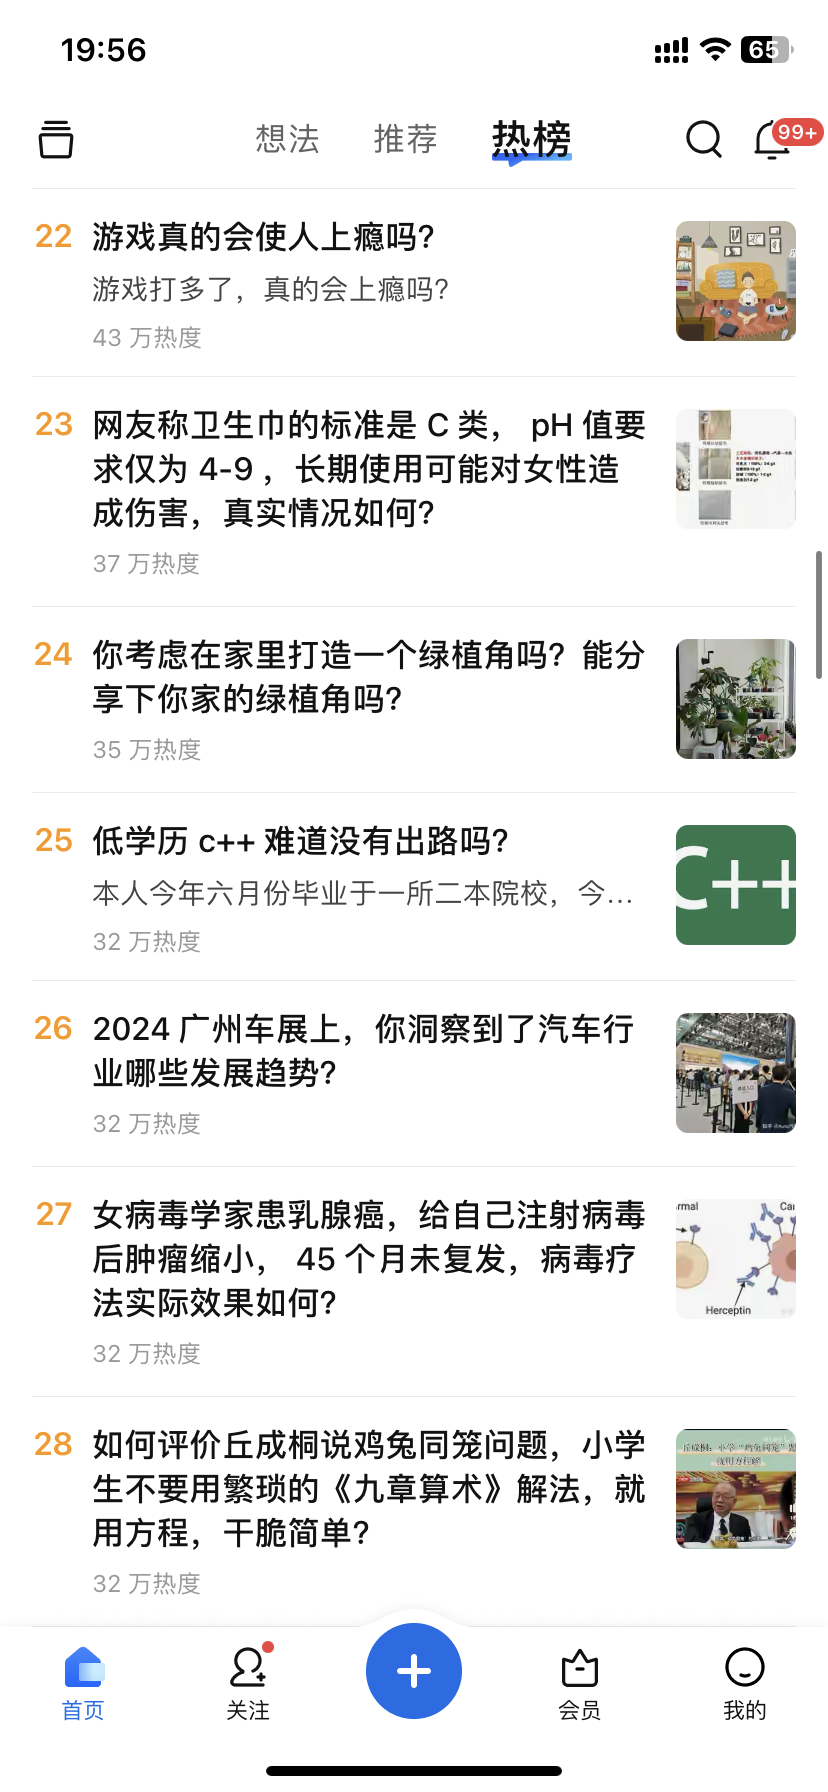 19:56
65
想法
推荐
热榜
99+
22
游戏真的会使人上瘾吗?
游戏打多了，真的会上瘾吗?
43 万热度
23
网友称卫生巾的标准是 C 类， pH 值要
求仅为 4-9 ，长期使用可能对女性造
成伤害，真实情况如何?
37 万热度
24
你考虑在家里打造一个绿植角吗？能分
享下你家的绿植角吗?
35 万热度
25
低学历 c++ 难道没有出路吗?
本人今年六月份毕业于一所二本院校，今...
32 万热度
C++
26
2024 广州车展上，你洞察到了汽车行
业哪些发展趋势?
32 万热度
27
女病毒学家患乳腺癌，给自己注射病毒
后肿瘤缩小， 45 个月未复发，病毒疗
法实际效果如何?
32 万热度
rmal
Car
Herceptin
28
如何评价丘成桐说鸡兔同笼问题，小学
生不要用繁琐的《九章算术》解法，就
用方程，干脆简单?
32 万热度
首页
关注
会员
我的